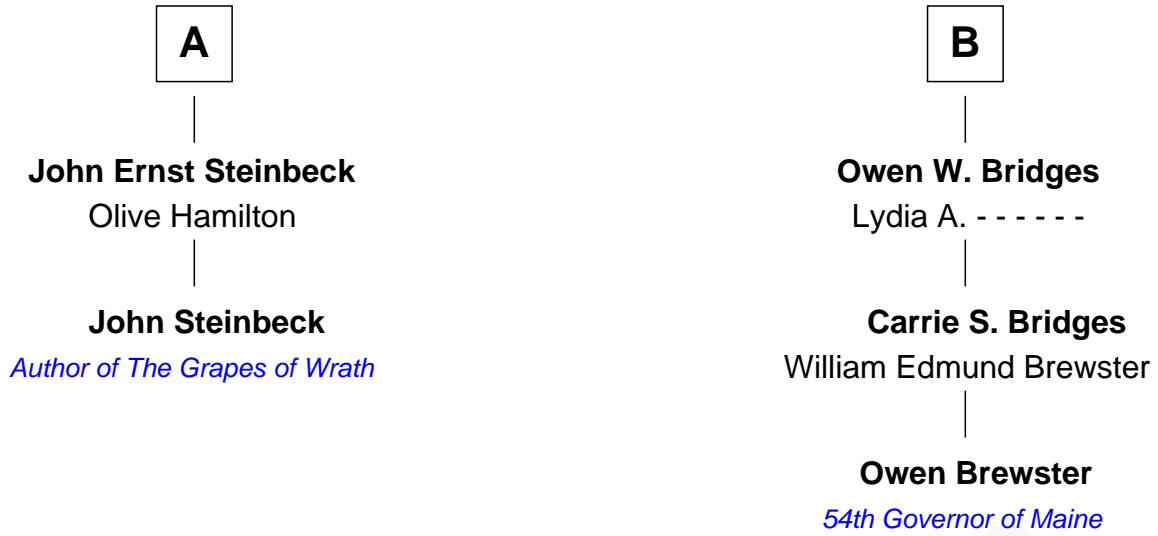 A
John Ernst Steinbeck
Olive Hamilton
John Steinbeck
Author of The Grapes of Wrath
B
Owen W. Bridges
Lydia A. - - - - - -
Carrie S. Bridges
William Edmund Brewster
Owen Brewster
54th Governor of Maine